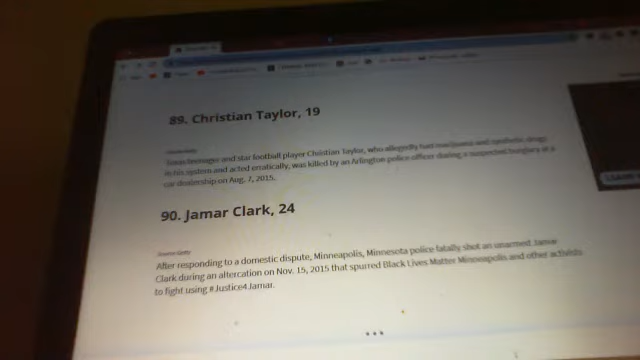 89. Christian Taylor, 19
Texas teenager and star football player Christian Taylor, who allegedly had marijuana and synthetic drugs
in his system and acted erratically, was killed by an Arlington police officer during a suspected burglary at a
car dealership on Aug. 7, 2015.
90. Jamar Clark, 24
After responding to a domestic dispute, Minneapolis, Minnesota police fatally shot an unarmed Jamar
Clark during an altercation on Nov. 15, 2015 that spurred Black Lives Matter Minneapolis and other activists
to fight using #Justice4Jamar.